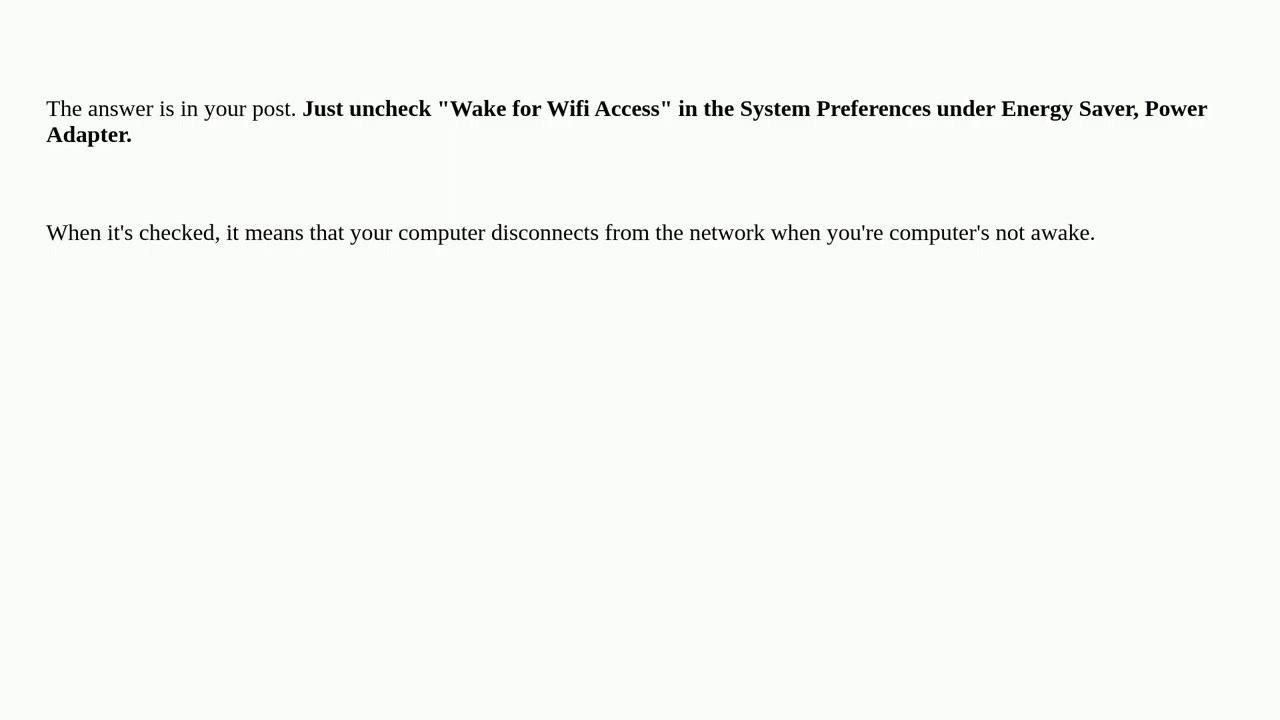 The answer is in your post. Just uncheck "Wake for Wifi Access" in the System Preferences under Energy Saver, Power
Adapter.
When it's checked, it means that your computer disconnects from the network when you're computer's not awake.